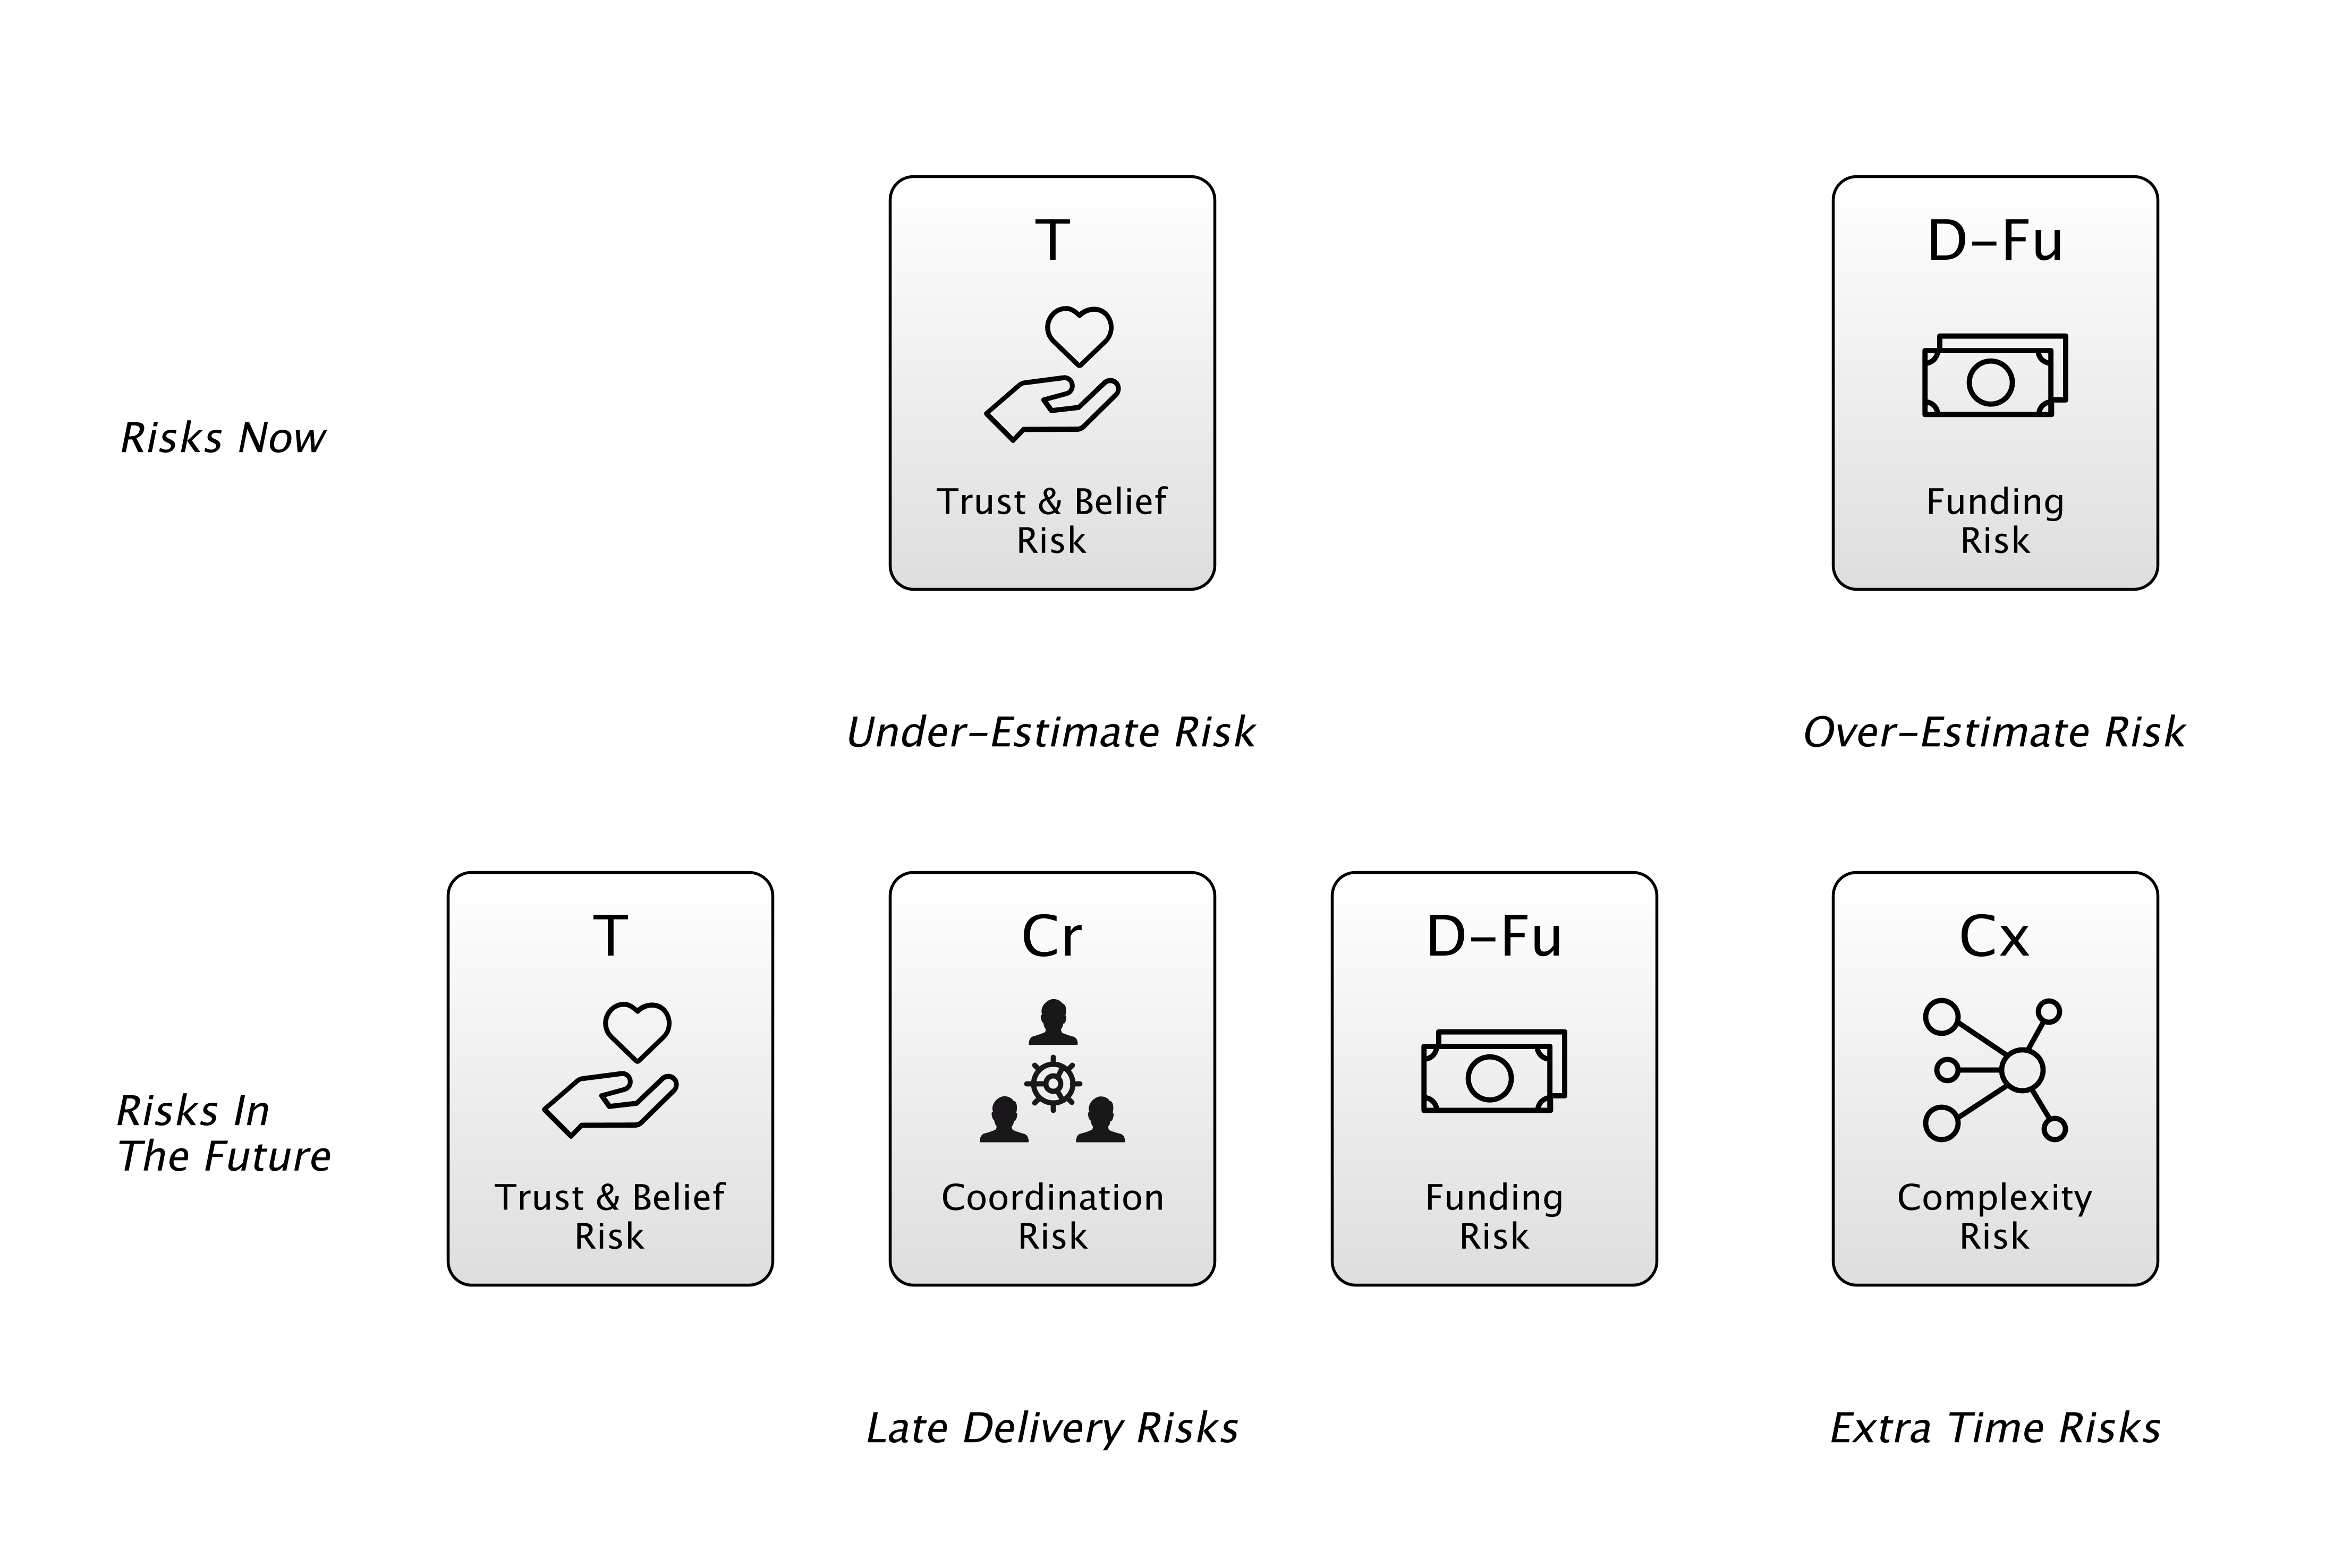 Risks Now
T
Trust & Belief
Risk
D–Fu
Funding
Risk
Under–Estimate Risk
Over–Estimate Risk
Risks In
The Future
T
Trust & Belief
Risk
Cr
Coordination
Risk
D–Fu
Funding
Risk
Cx
Complexity
Risk
Late Delivery Risks
Extra Time Risks